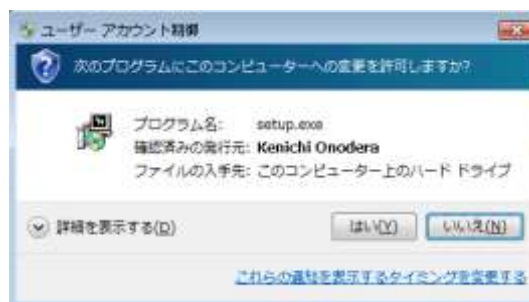 ユーザー アカウント制御
次のプログラムにこのコンピューターへの変更を許可しますか?
プログラム名: setup.exe
確認済みの発行元: Kenichi Onodera
ファイルの入手先: このコンピューター上のハード ドライブ
詳細を表示する(D) はい(Y) いいえ(N)
これらの通知を表示するタイミングを変更する